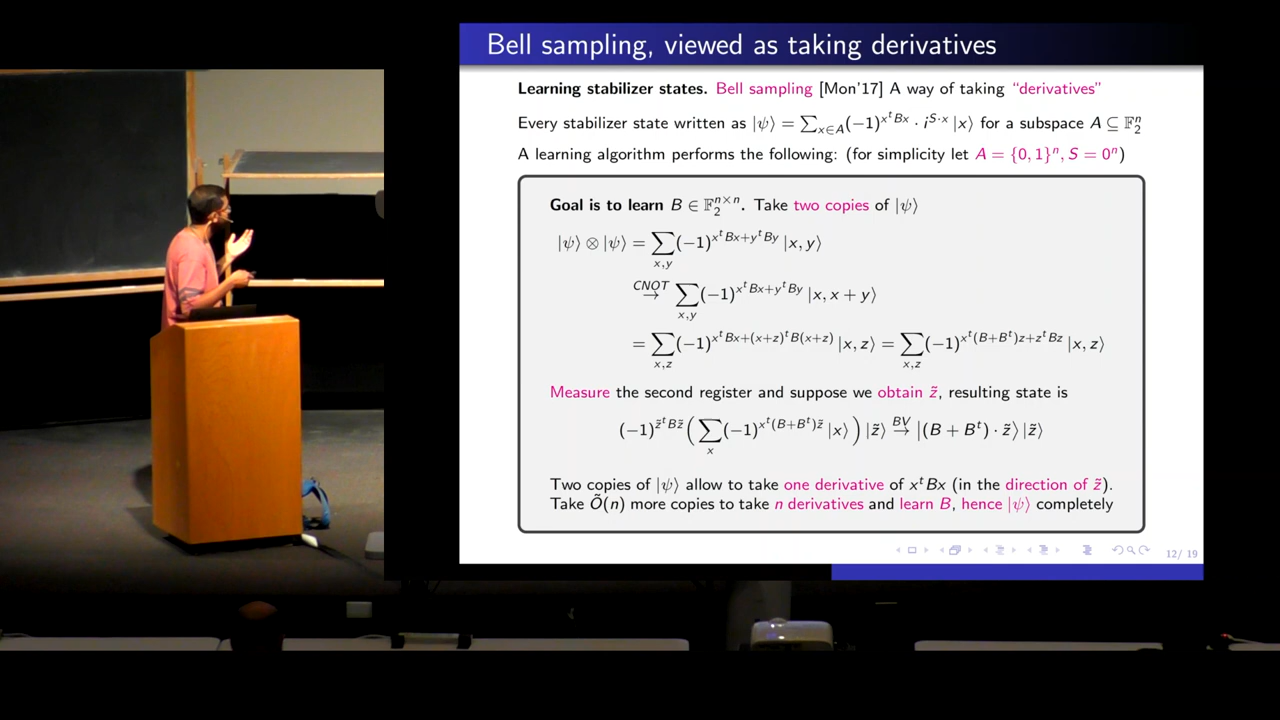 Bell sampling, viewed as taking derivatives
Learning stabilizer states. Bell sampling [Mon'17] A way of taking "derivatives"
Every stabilizer state written as |ψ⟩ = ∑_{x∈A}(−1)^{x^t Bx} · i^{S·x} |x⟩ for a subspace A ⊆ 𝔽_2^n
A learning algorithm performs the following: (for simplicity let A = {0, 1}^n, S = 0^n)
Goal is to learn B ∈ 𝔽_2^{n×n}. Take two copies of |ψ⟩
|ψ⟩ ⊗ |ψ⟩ = ∑_{x,y}(−1)^{x^t Bx+y^t By} |x, y⟩
CNOT→ ∑_{x,y}(−1)^{x^t Bx+y^t By} |x, x + y⟩
= ∑_{x,z}(−1)^{x^t Bx+(x+z)^t B(x+z)} |x, z⟩ = ∑_{x,z}(−1)^{x^t (B+B^t)z+z^t Bz} |x, z⟩
Measure the second register and suppose we obtain z̃, resulting state is
(−1)^{z̃^t Bz̃} (∑_x (−1)^{x^t (B+B^t)z̃} |x⟩) |z̃⟩ BV→ |(B + B^t) · z̃⟩ |z̃⟩
Two copies of |ψ⟩ allow to take one derivative of x^t Bx (in the direction of z̃).
Take Õ(n) more copies to take n derivatives and learn B, hence |ψ⟩ completely
12/ 19